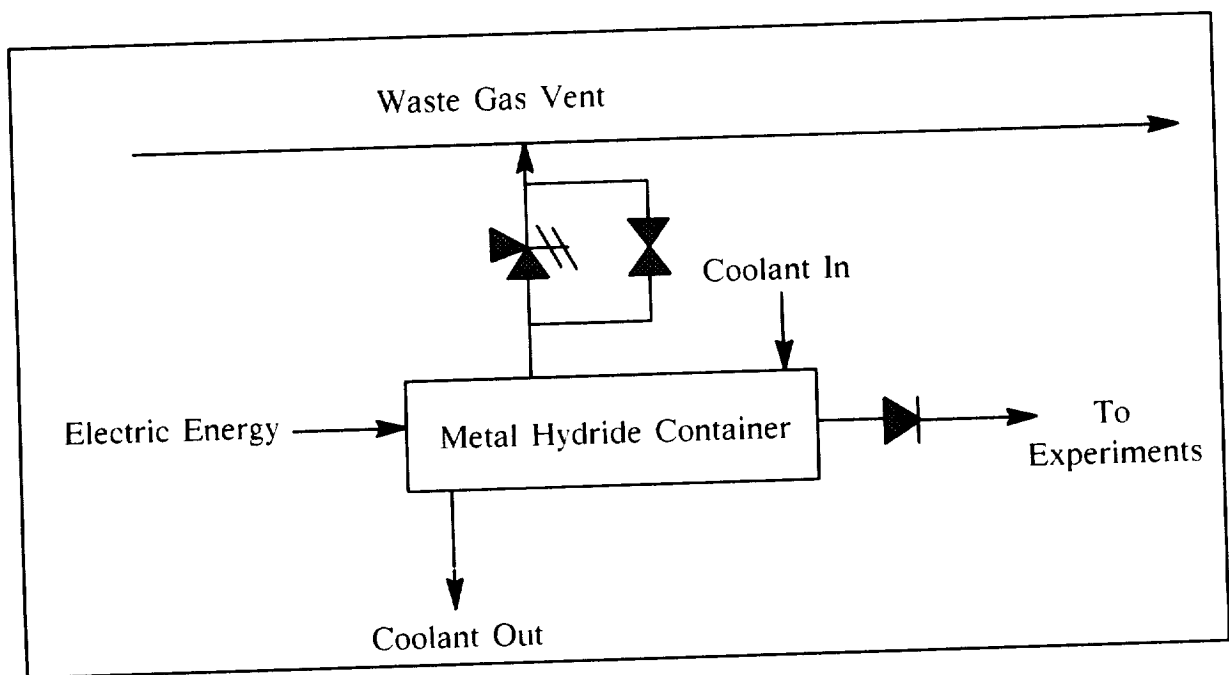 Waste Gas Vent
Coolant In
Electric Energy
Metal Hydride Container
To
Experiments
Coolant Out